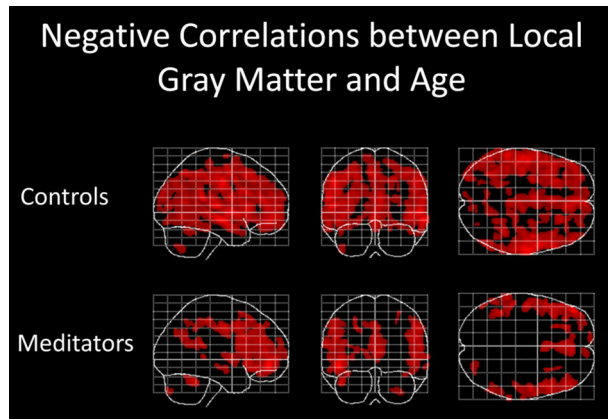 Negative Correlations between Local
Gray Matter and Age
Controls
Meditators